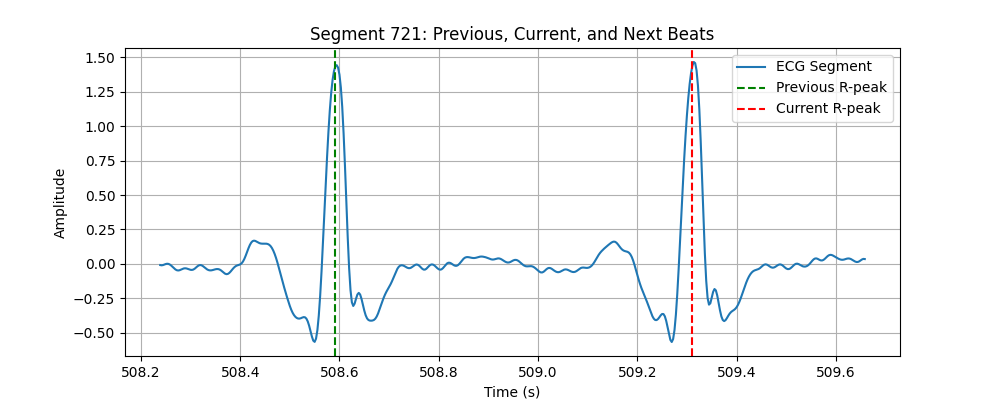 Segment 721: Previous, Current, and Next Beats
1.50
1.25
1.00
0.75
0.50
0.25
0.00
−0.25
−0.50
Amplitude
ECG Segment
Previous R-peak
Current R-peak
508.2 508.4 508.6 508.8 509.0 509.2 509.4 509.6
Time (s)